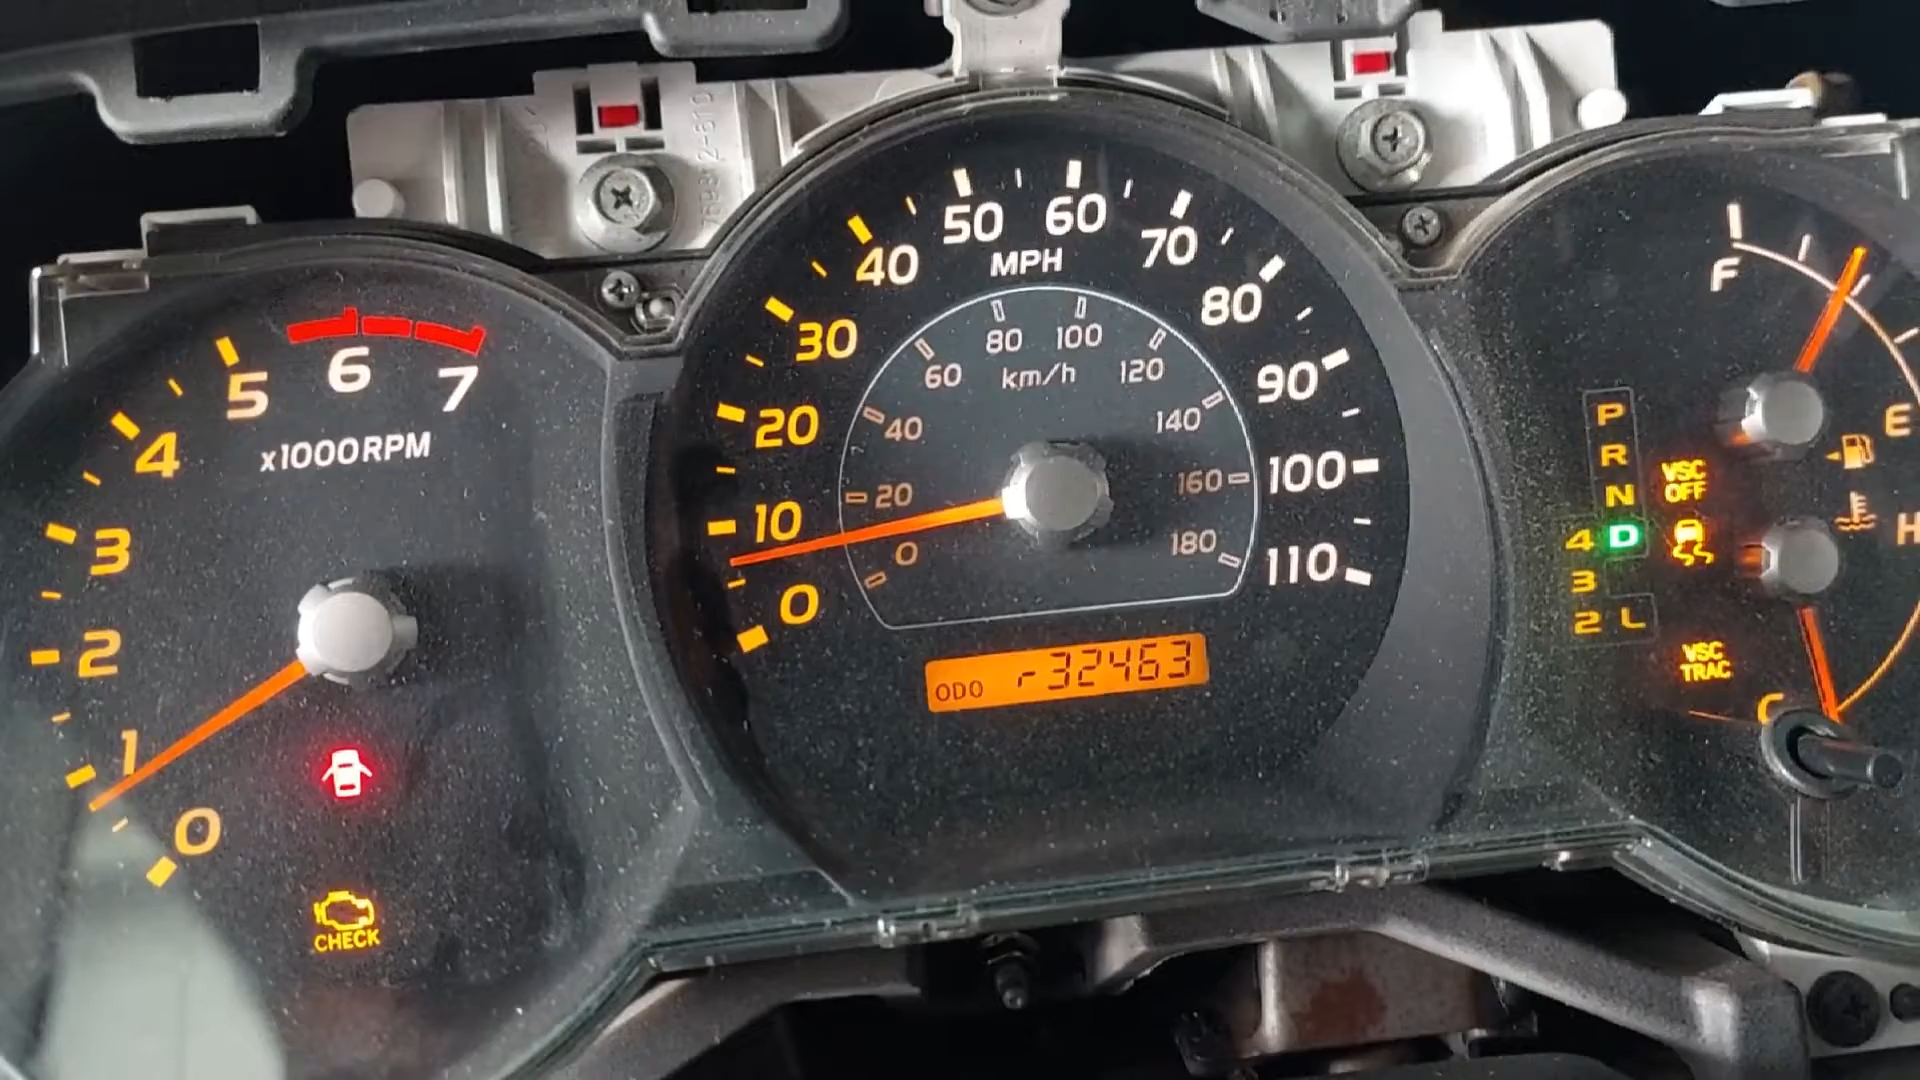 76932-610
50 60
40 MPH 70
30 80
20 90
10 100
0 110
80 100
60 km/h 120
40 140
20 160
0 180
5 6 7
4 x1000RPM
3
2
1
0
CHECK
ODO 32463
F
E
P
R
N
4 D
3
2 L
VSC
OFF
H
VSC
TRAC
C